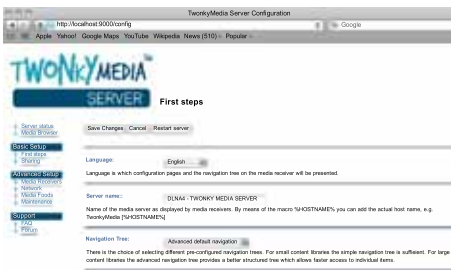 TwonkyMedia Server Configuration
http://localhost:9000/config
Google
Apple Yahoo! Google Maps YouTube Wikipedia News (510) Popular
TWONKYMEDIA™
SERVER
First steps
Server status
Media Browser
Save Changes Cancel Restart server
Basic Setup
First steps
Sharing
Advanced Setup
Media Receivers
Network
Media Feeds
Maintenance
Support
FAQ
Forum
Language:
English
Language is which configuration pages and the navigation tree on the media receiver will be presented.
Server name::
DLNA4 - TWONKY MEDIA SERVER
Name of the media server as displayed by media receivers. By means of the macro %HOSTNAME% you can add the actual host name, e.g.
TwonkyMedia [%HOSTNAME%]
Navigation Tree:
Advanced default navigation
There is the choice of selecting different pre-configured navigation trees. For small content libraries the simple navigation tree is suffieient. For large
content libraries the advanced navigation tree provides a better structured tree which allows faster access to individual items.